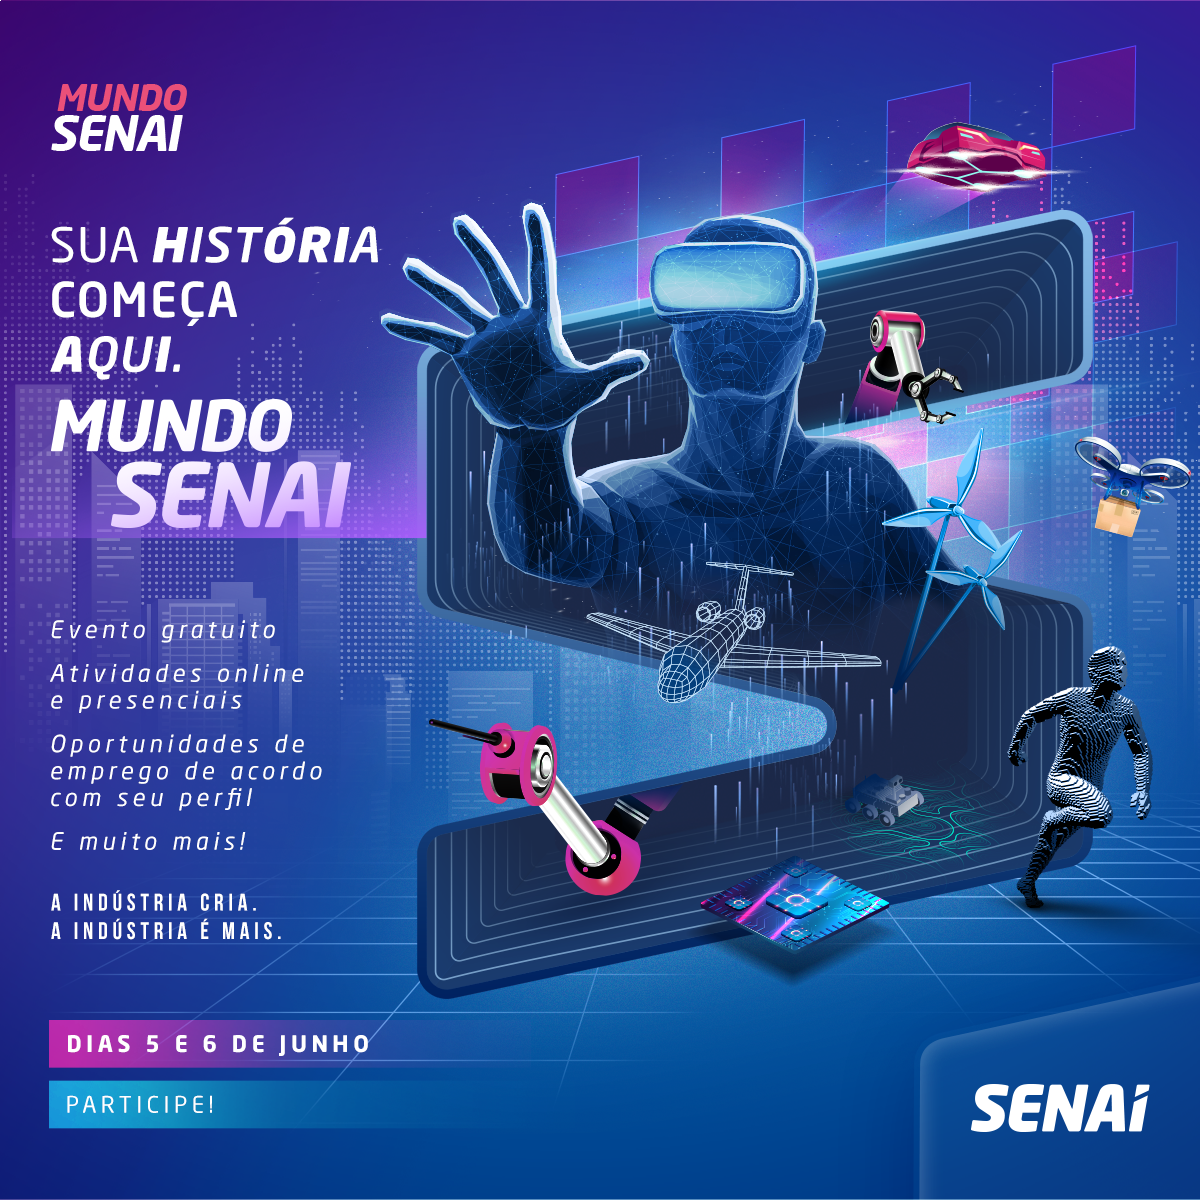 MUNDO
SENAI
SUA HISTÓRIA
COMEÇA
AQUI.
MUNDO
SENAI
Evento gratuito
Atividades online
e presenciais
Oportunidades de
emprego de acordo
com seu perfil
E muito mais!
A INDÚSTRIA CRIA.
A INDÚSTRIA É MAIS.
DIAS 5 E 6 DE JUNHO
PARTICIPE!
SENAI